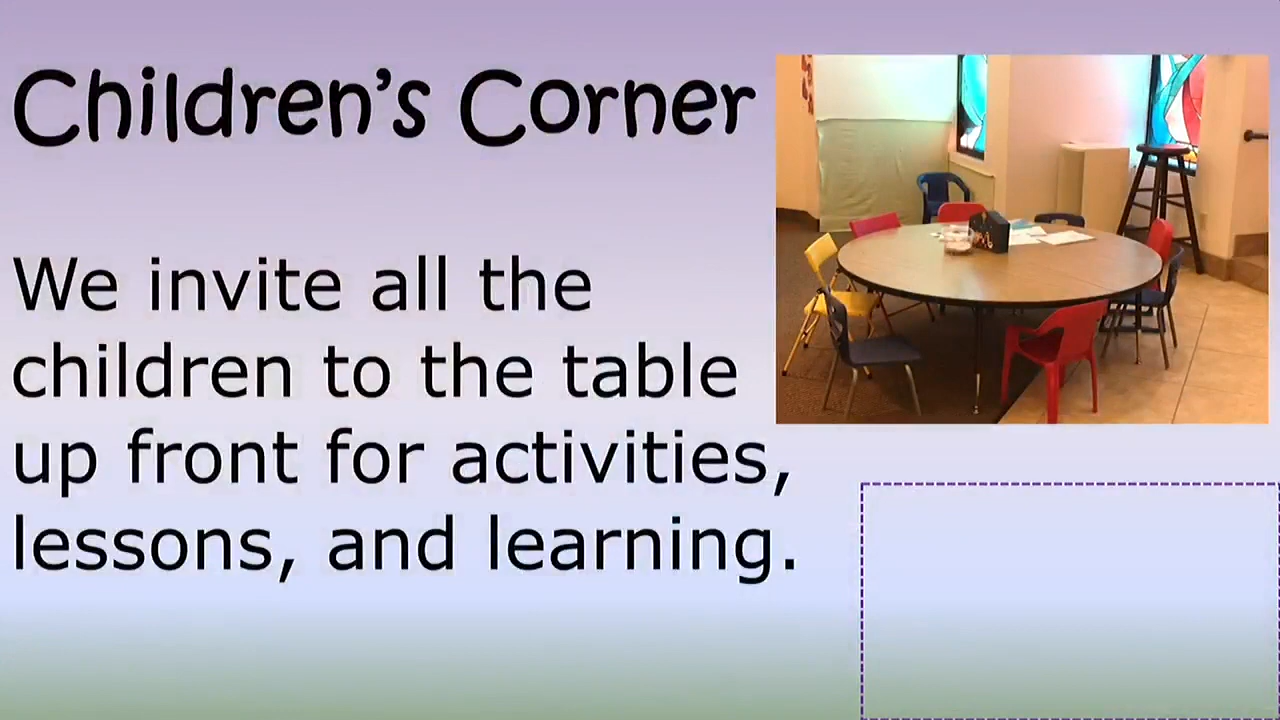 Children's Corner
We invite all the
children to the table
up front for activities,
lessons, and learning.